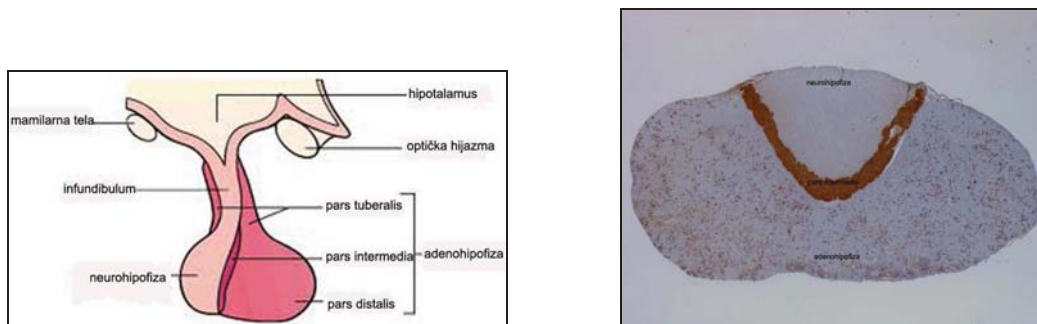 hipotalamus
mamilarna tela
optička hijazma
infundibulum
pars tuberalis
adenohipofiza
pars intermedia
neurohipofiza
pars distalis
neurohipofiza
pars intermedia
adenohipofiza